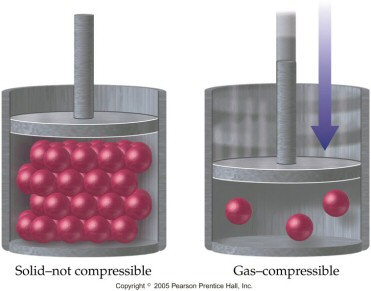 Solid–not compressible
Gas–compressible
Copyright © 2005 Pearson Prentice Hall, Inc.